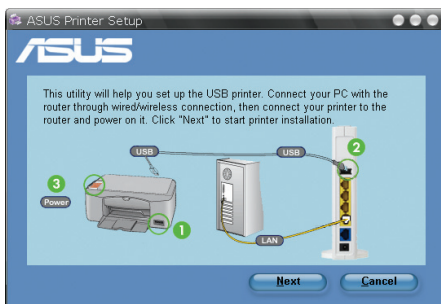 ASUS Printer Setup
ASUS
This utility will help you set up the USB printer. Connect your PC with the
router through wired/wireless connection, then connect your printer to the
router and power on it. Click "Next" to start printer installation.
USB
USB
2
3
Power
1
LAN
Next
Cancel